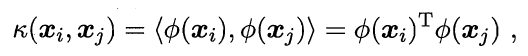 κ(𝒙ᵢ, 𝒙ⱼ) = ⟨ϕ(𝒙ᵢ), ϕ(𝒙ⱼ)⟩ = ϕ(𝒙ᵢ)ᵀϕ(𝒙ⱼ) ,